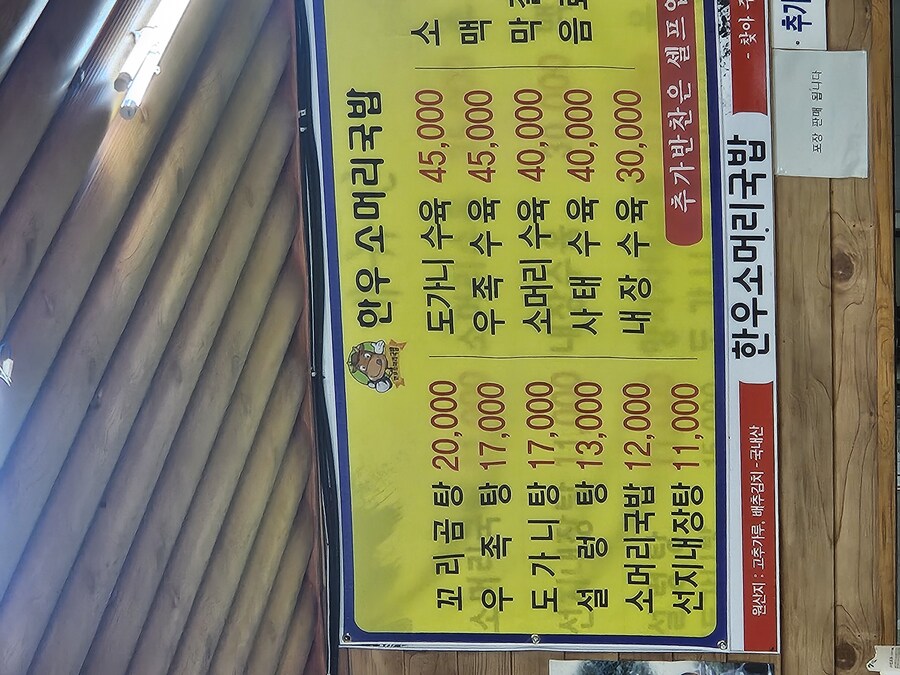 한우 소머리국밥
꼬리곰탕 20,000
우족탕 17,000
도가니탕 17,000
설렁탕 13,000
소머리국밥 12,000
선지내장탕 11,000
도가니수육 45,000
우족수육 45,000
소머리수육 40,000
사태수육 40,000
내장수육 30,000
소
맥
막
음
추가반찬은 셀프
원산지 : 고추가루, 배추김치 - 국내산
한우소머리국밥
- 찾아
추가
포장 판매 됩니다